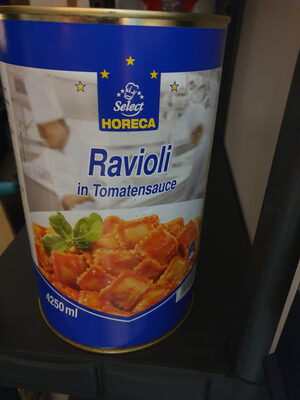 Select
HORECA
Ravioli
in Tomatensauce
4250 ml